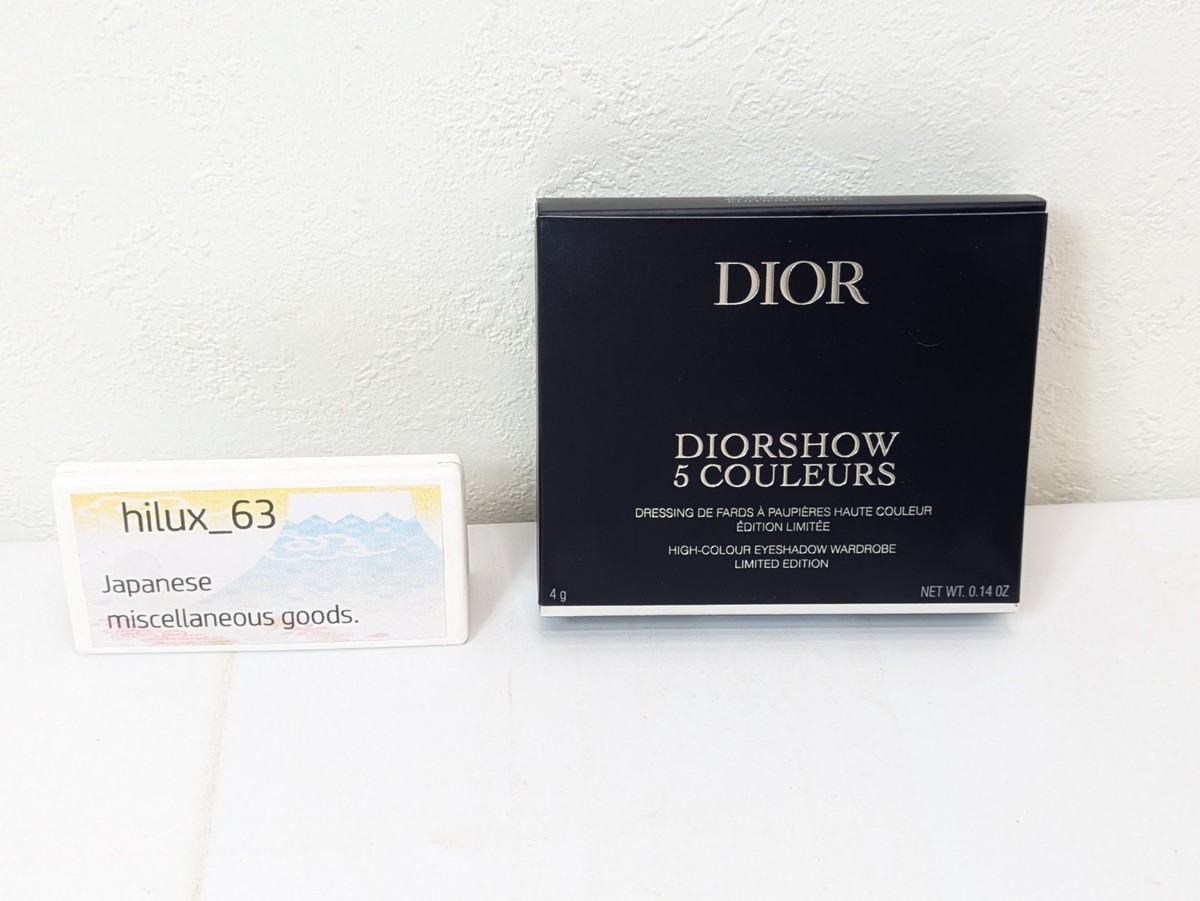 hilux_63
Japanese
miscellaneous goods.
DIOR
DIORSHOW
5 COULEURS
DRESSING DE FARDS À PAUPIÈRES HAUTE COULEUR
ÉDITION LIMITÉE
HIGH-COLOUR EYESHADOW WARDROBE
LIMITED EDITION
4 g
NET WT. 0.14 OZ